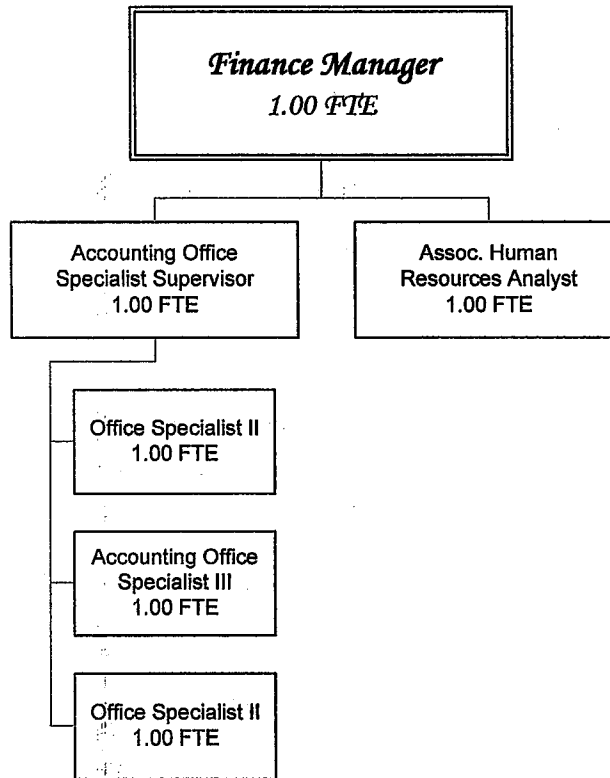 Finance Manager
1.00 FTE
Accounting Office
Specialist Supervisor
1.00 FTE
Assoc. Human
Resources Analyst
1.00 FTE
Office Specialist II
1.00 FTE
Accounting Office
Specialist III
1.00 FTE
Office Specialist II
1.00 FTE